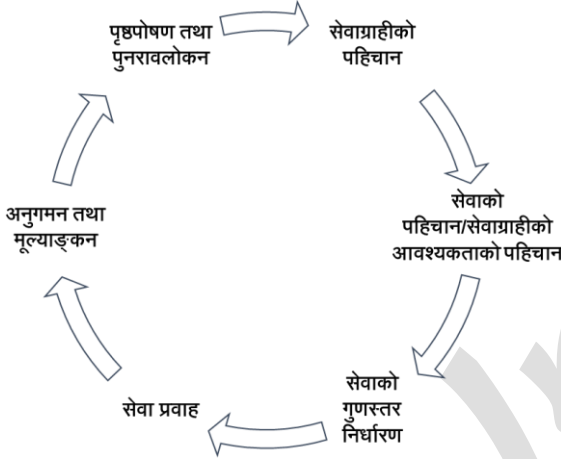 पृष्ठपोषण तथा
पुनरावलोकन
सेवाग्राहीको
पहिचान
सेवाको
पहिचान/सेवाग्राहीको
आवश्यकताको पहिचान
सेवाको
गुणस्तर
निर्धारण
सेवा प्रवाह
अनुगमन तथा
मूल्याङ्कन